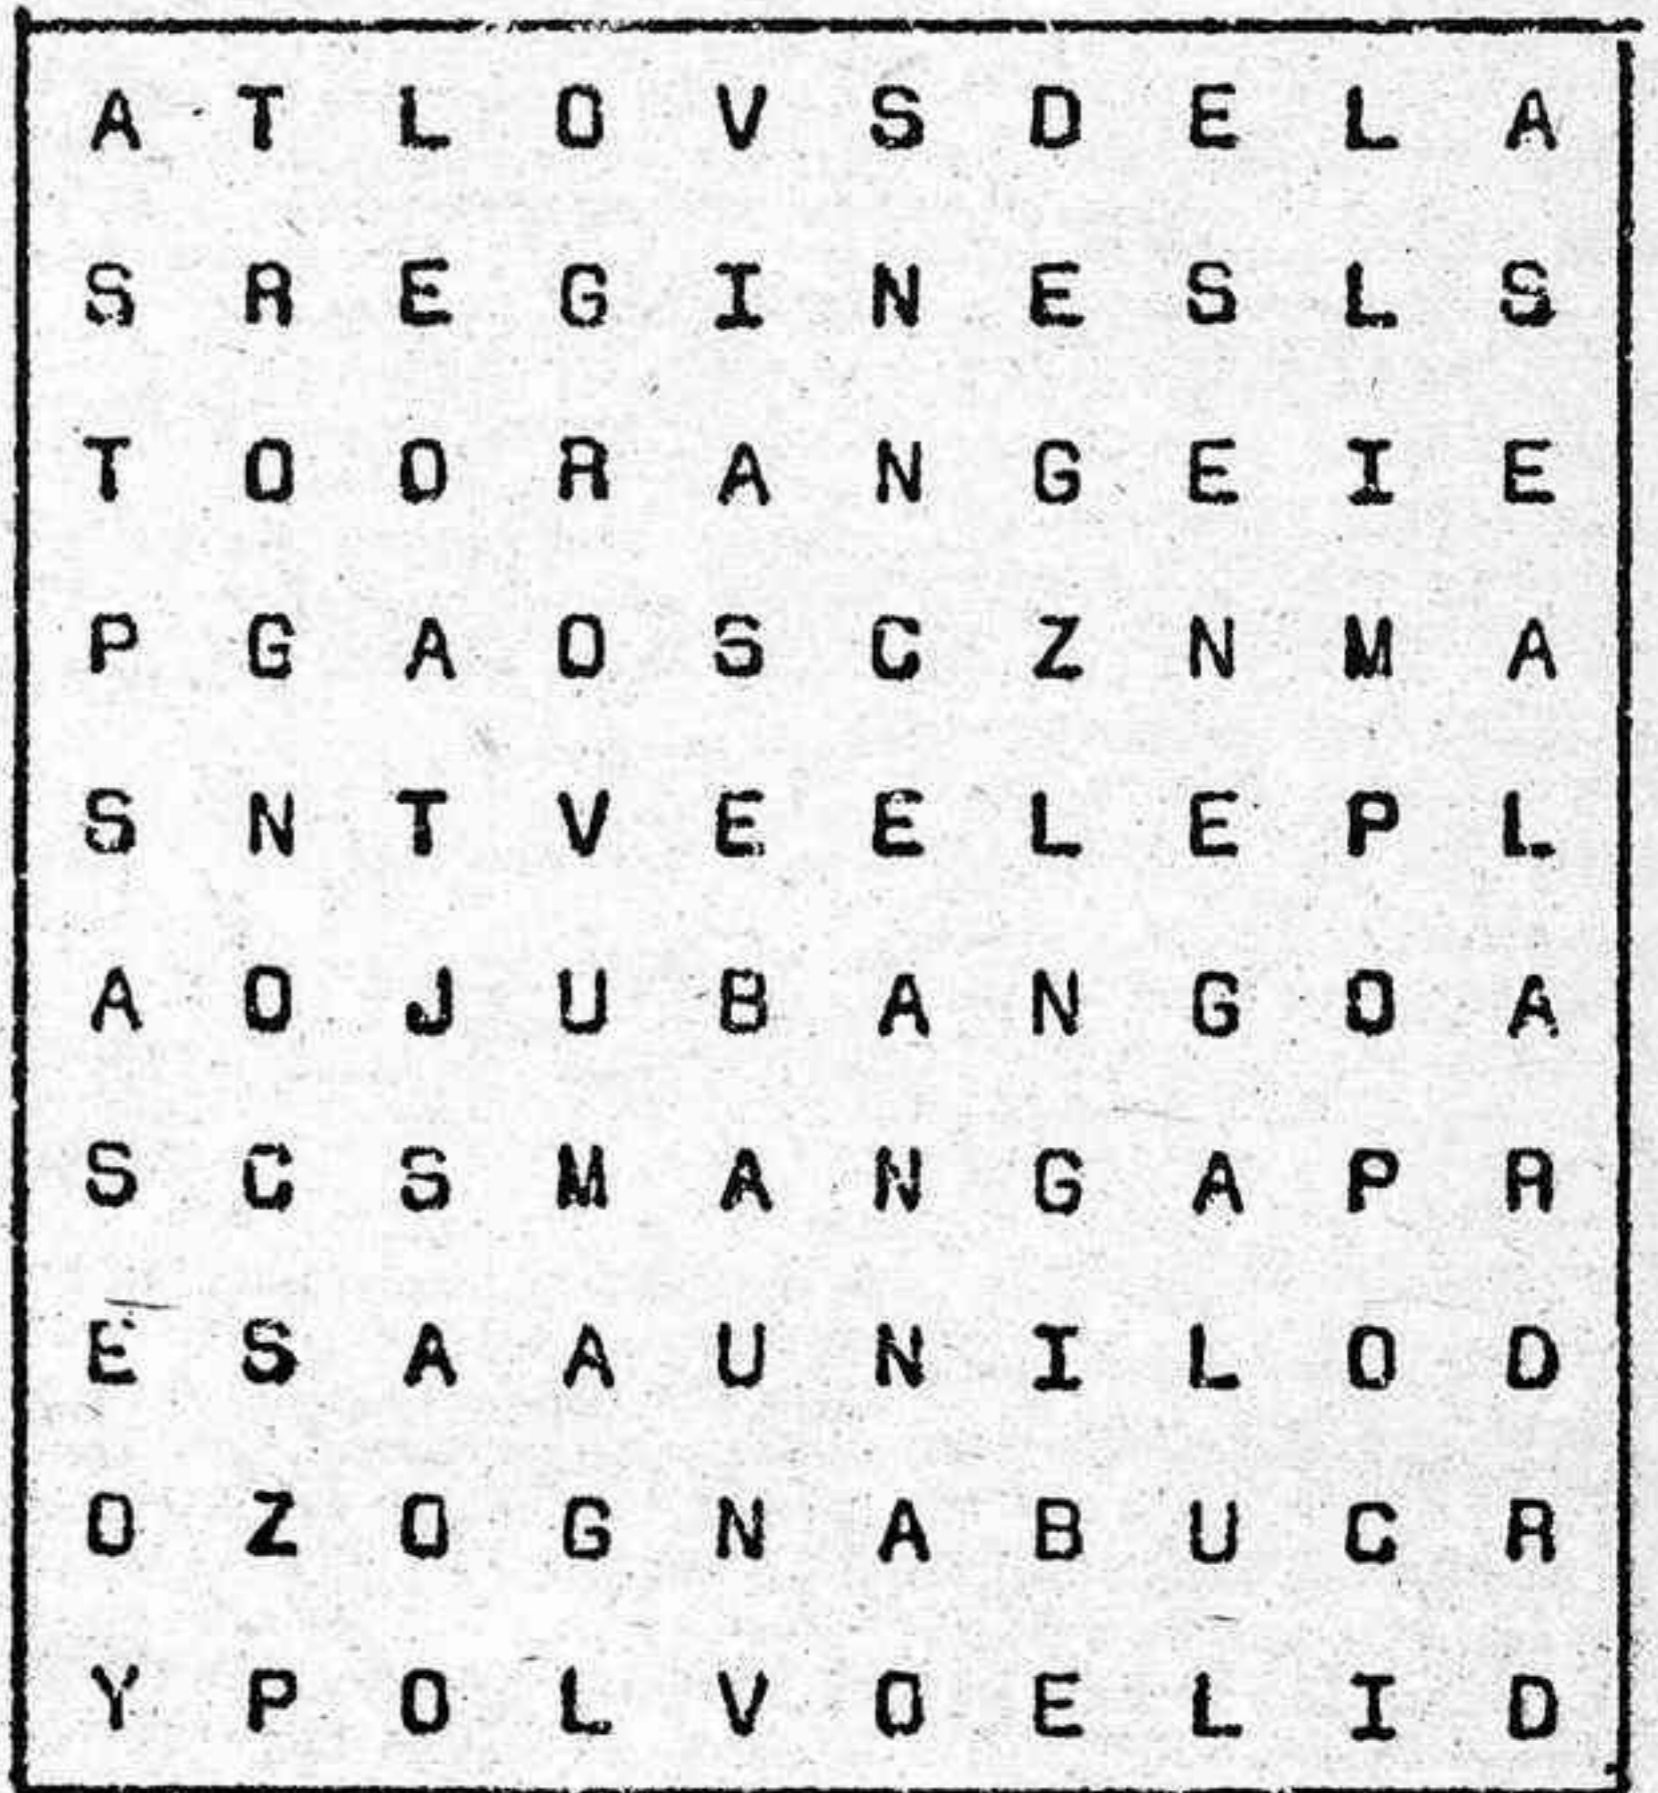 A T L O V S D E L A
S R E G I N E S L S
T O O R A N G E I E
P G A O S C Z N M A
S N T V E E L E P L
A O J U B A N G O A
S C S M A N G A P R
E S A A U N I L O D
O Z O G N A B U C R
Y P O L V O E L I D